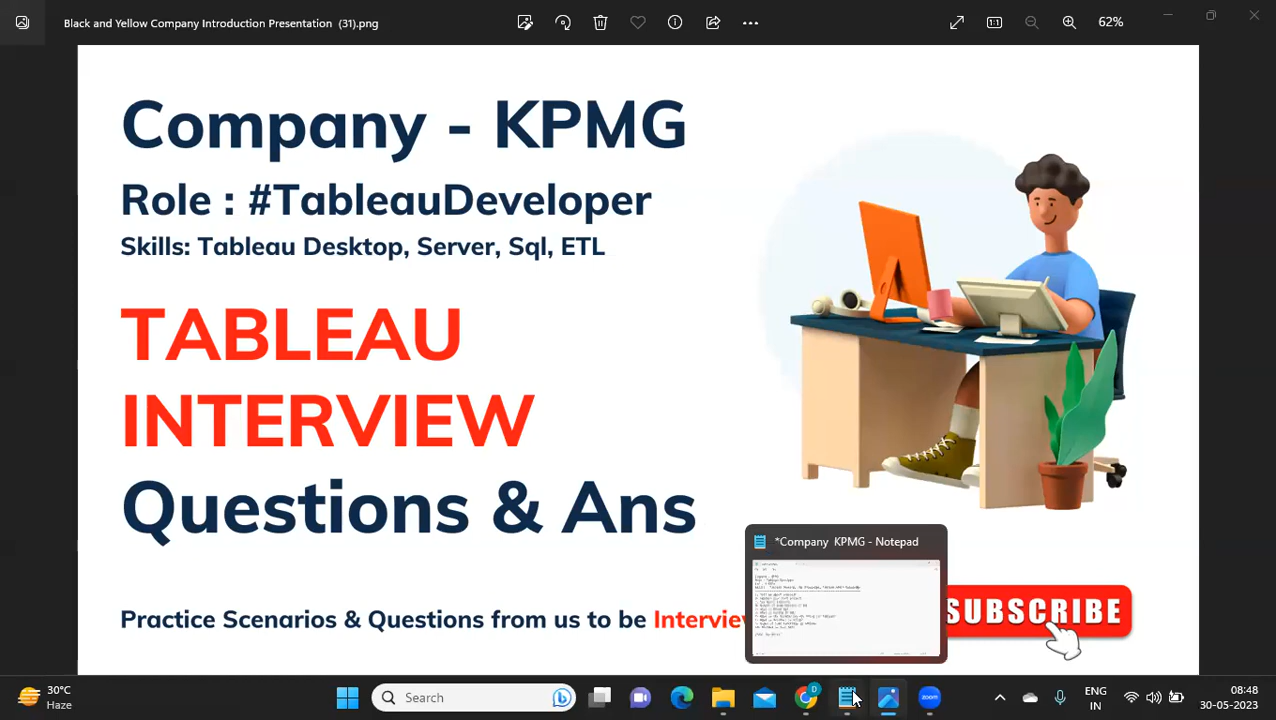 Black and Yellow Company Introduction Presentation (31).png
62%
Company - KPMG
Role : #TableauDeveloper
Skills: Tableau Desktop, Server, Sql, ETL
TABLEAU
INTERVIEW
Questions & Ans
*Company KPMG - Notepad
SUBSCRIBE
Practice Scenarios & Questions from us to be
30°C
Haze
Search
zoom
ENG
IN
08:48
30-05-2023